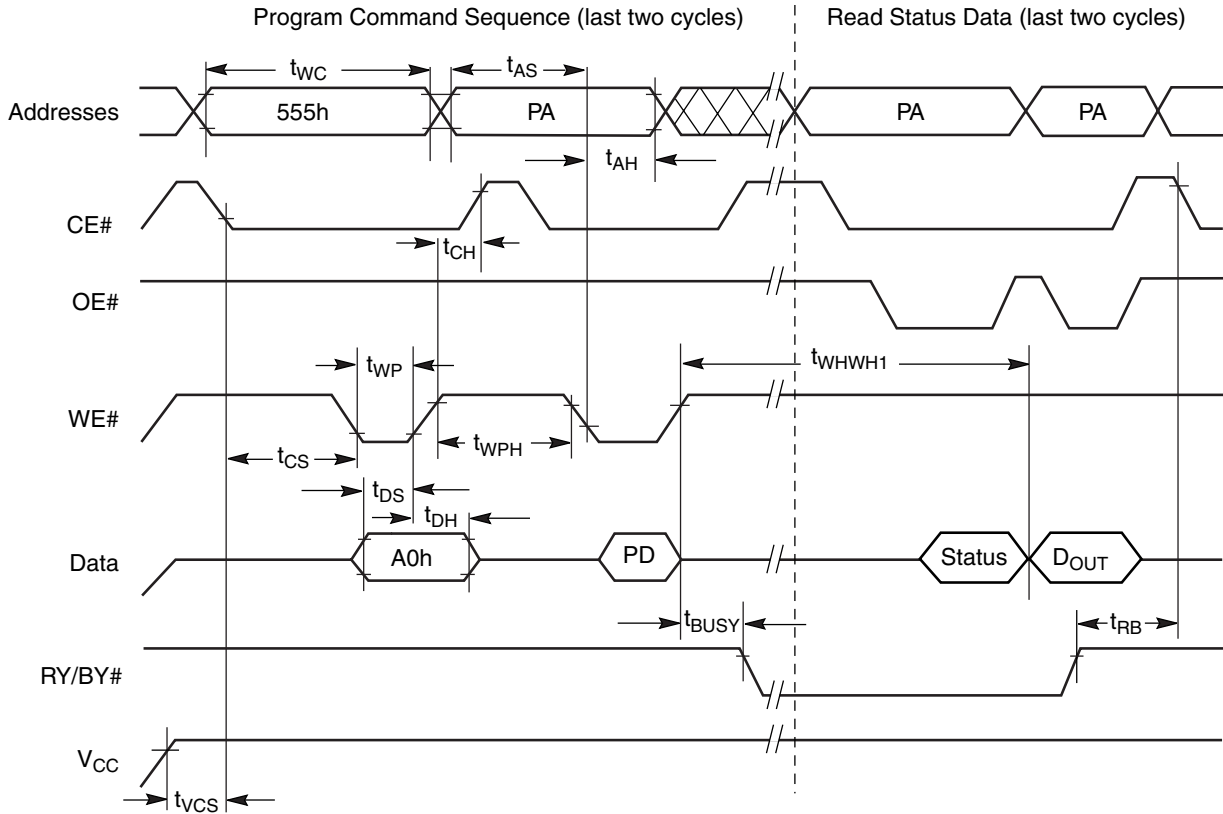 Program Command Sequence (last two cycles)
Read Status Data (last two cycles)
tWC
tAS
Addresses
555h
PA
PA
PA
tAH
CE#
tCH
OE#
tWP
tWHWH1
WE#
tCS
tWPH
tDS
tDH
Data
A0h
PD
Status
DOUT
tBUSY
tRB
RY/BY#
VCC
tVCS